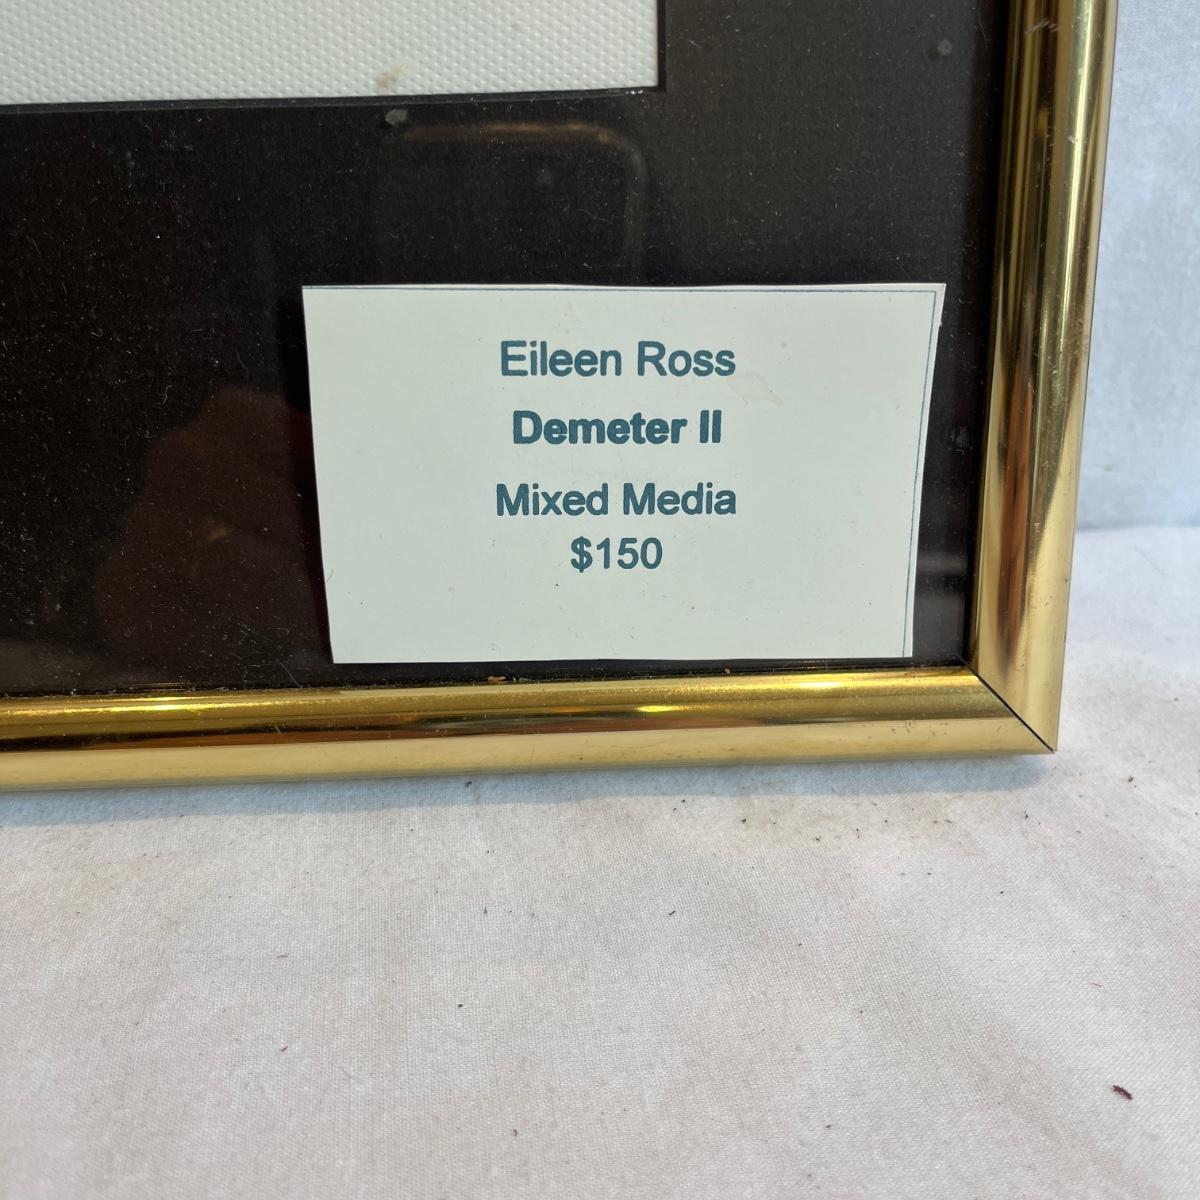 Eileen Ross
Demeter II
Mixed Media
$150